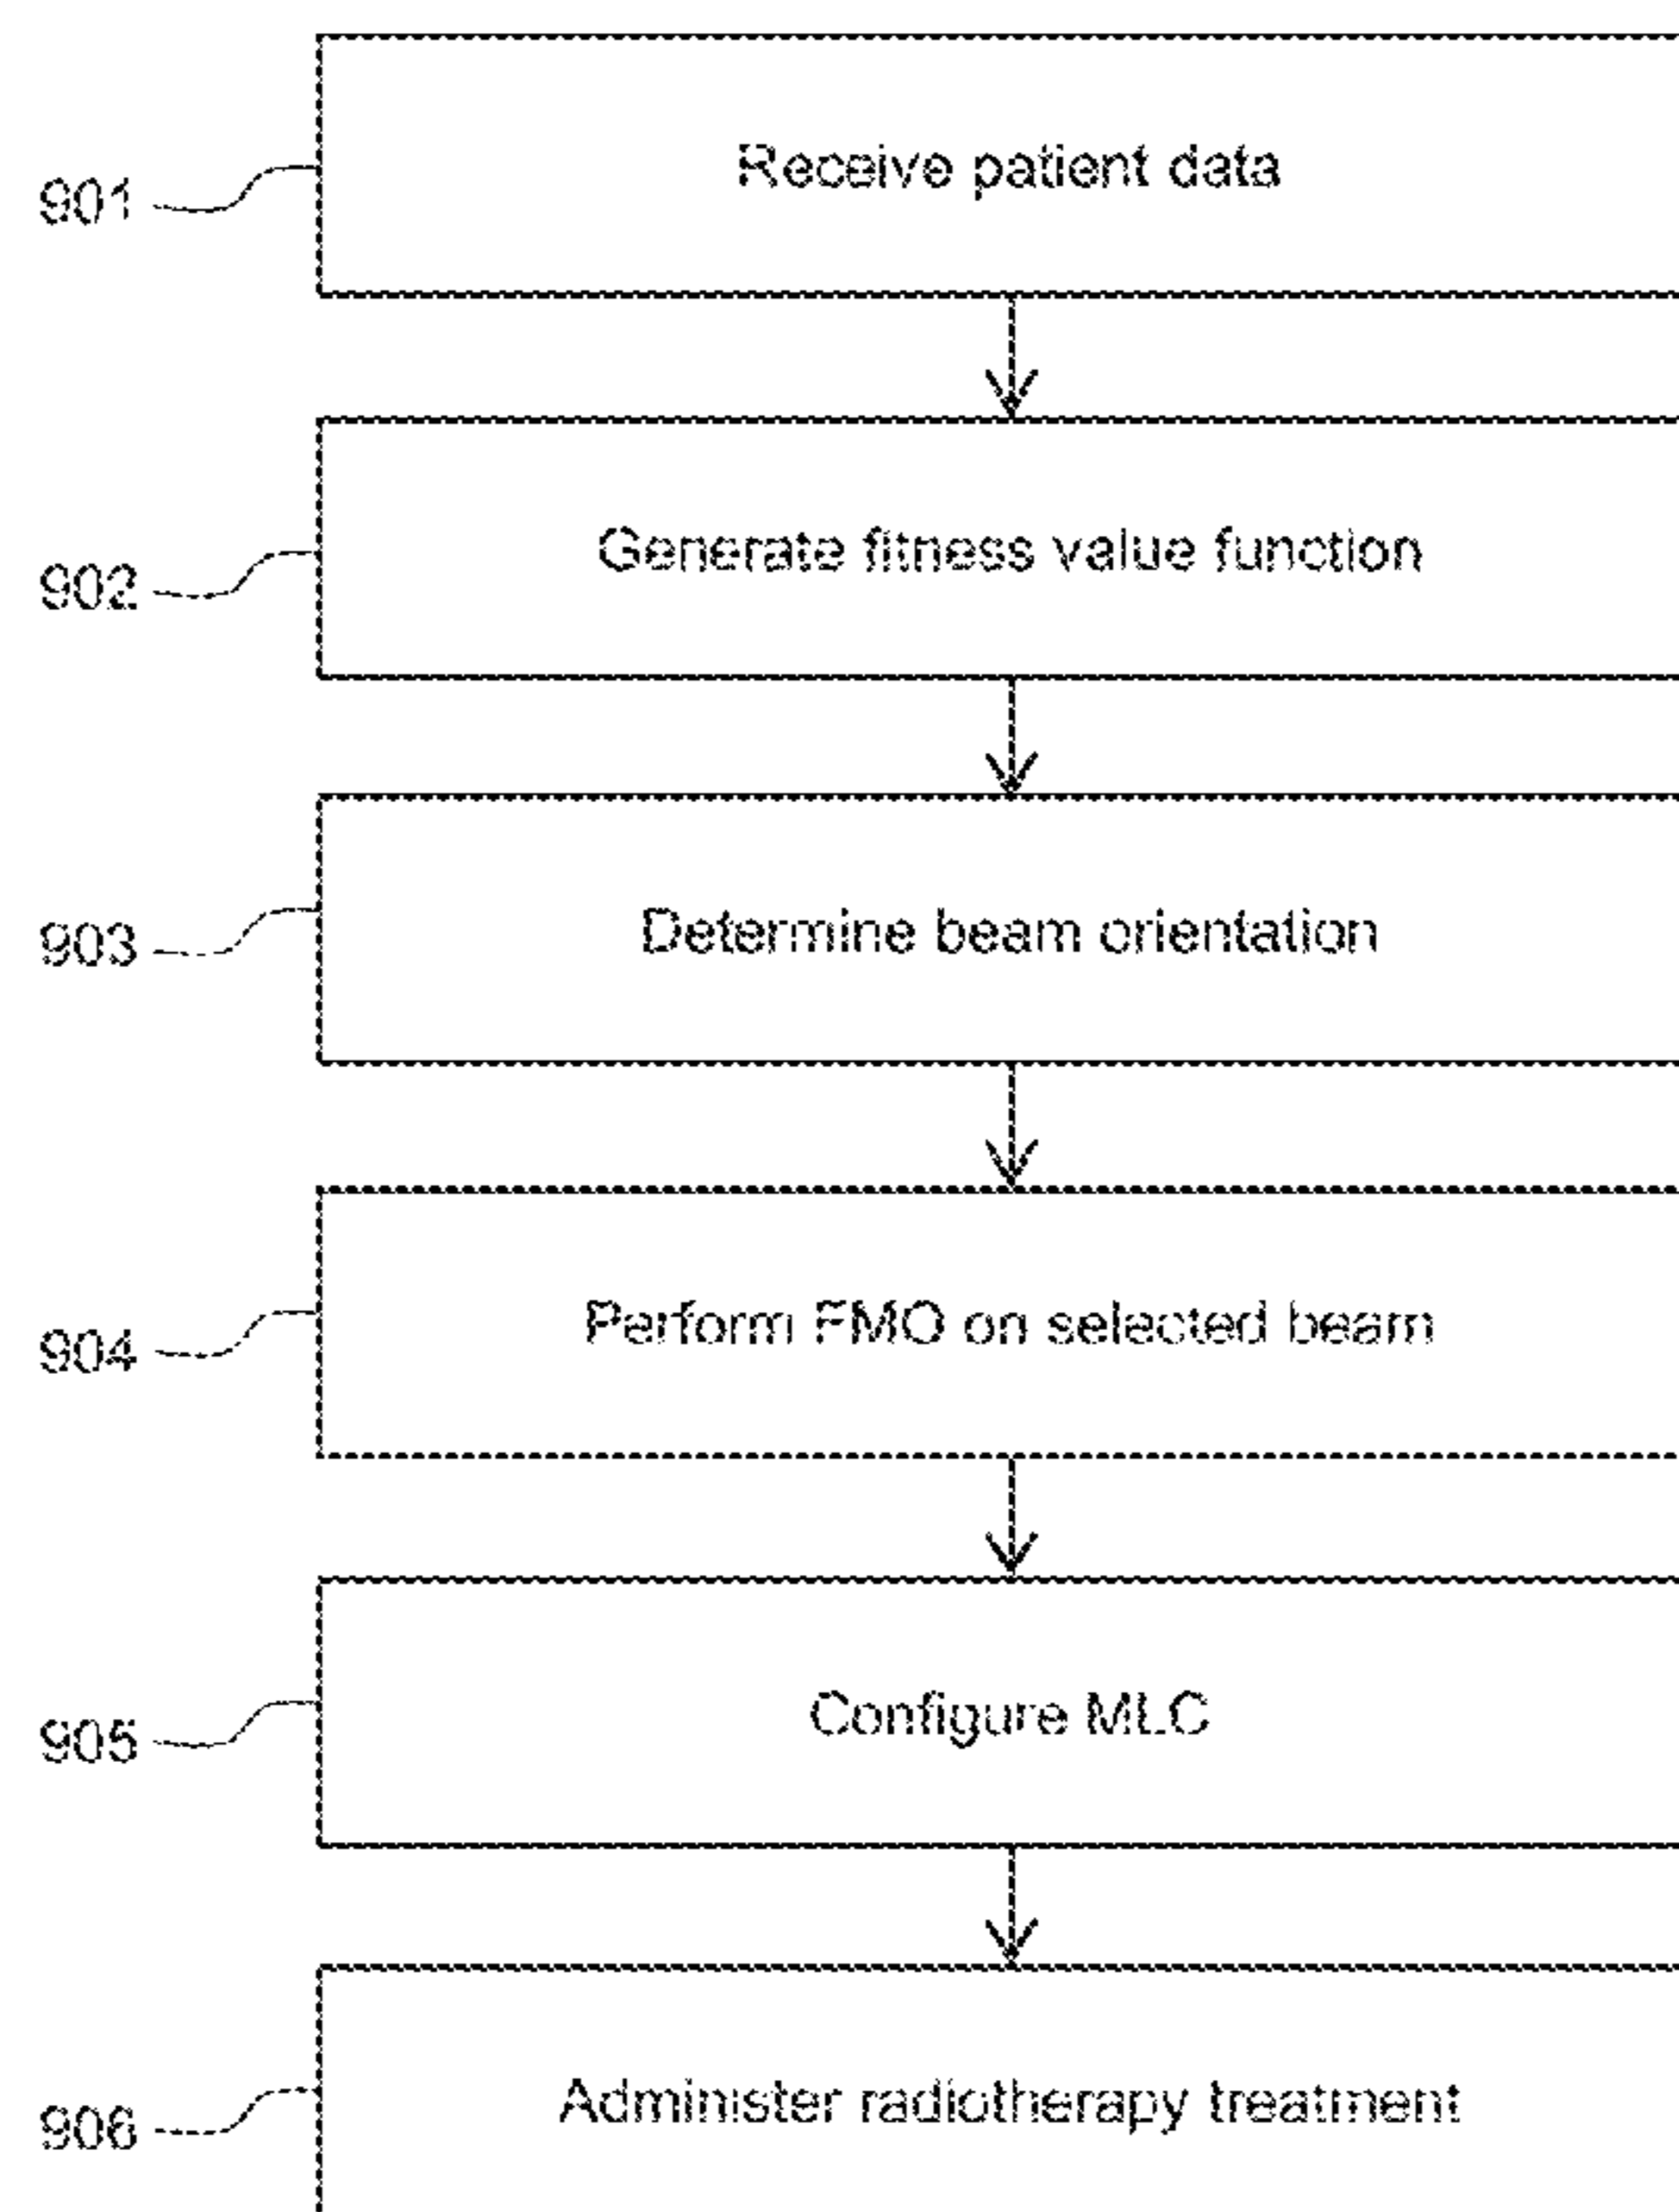 901
Receive patient data
902
Generate fitness value function
903
Determine beam orientation
904
Perform FMO on selected beam
905
Configure MLC
906
Administer radiotherapy treatment